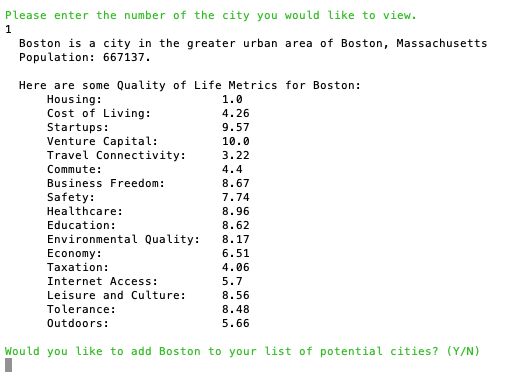 Please enter the number of the city you would like to view.
1
Boston is a city in the greater urban area of Boston, Massachusetts
Population: 667137.
Here are some Quality of Life Metrics for Boston:
Housing: 1.0
Cost of Living: 4.26
Startups: 9.57
Venture Capital: 10.0
Travel Connectivity: 3.22
Commute: 4.4
Business Freedom: 8.67
Safety: 7.74
Healthcare: 8.96
Education: 8.62
Environmental Quality: 8.17
Economy: 6.51
Taxation: 4.06
Internet Access: 5.7
Leisure and Culture: 8.56
Tolerance: 8.48
Outdoors: 5.66
Would you like to add Boston to your list of potential cities? (Y/N)